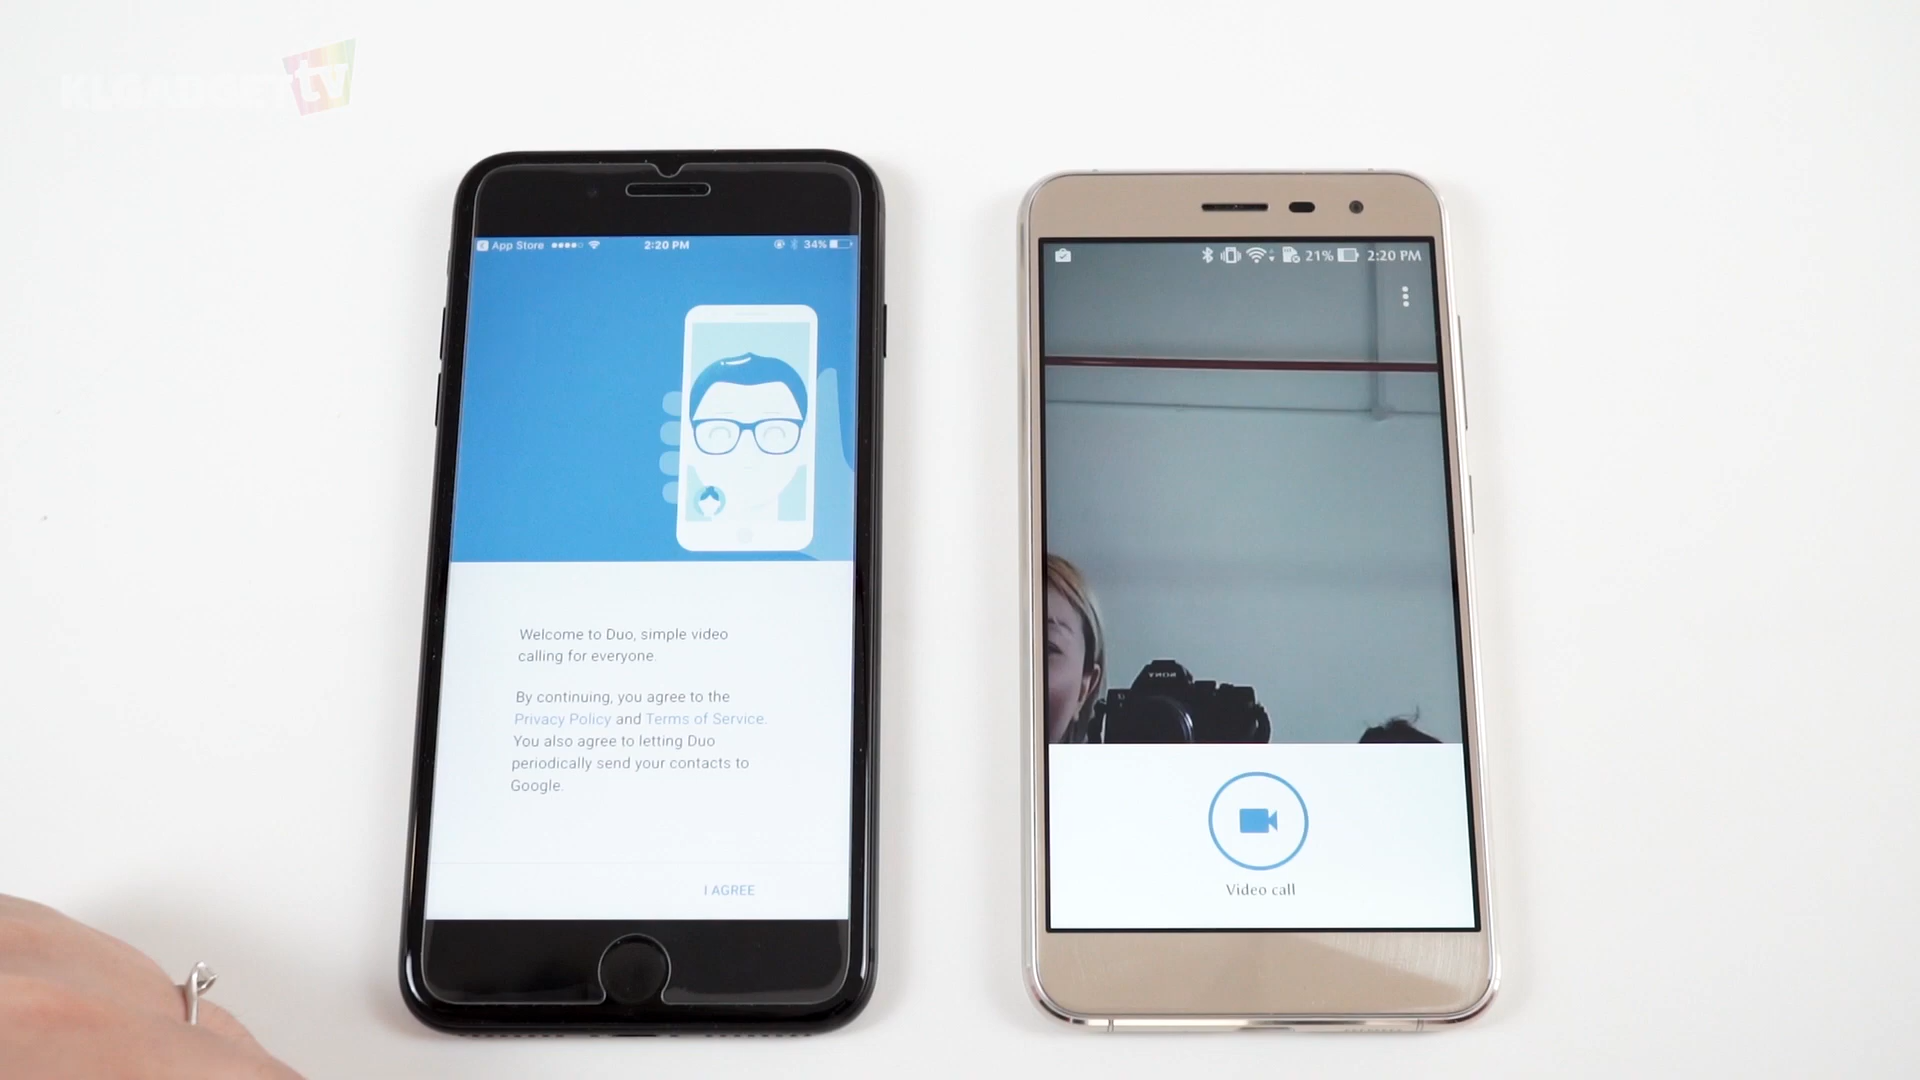 KLGADGETtv
App Store
2:20 PM
34%
Welcome to Duo, simple video
calling for everyone.
By continuing, you agree to the
Privacy Policy and Terms of Service.
You also agree to letting Duo
periodically send your contacts to
Google.
I AGREE
21%
2:20 PM
SONY
Video call